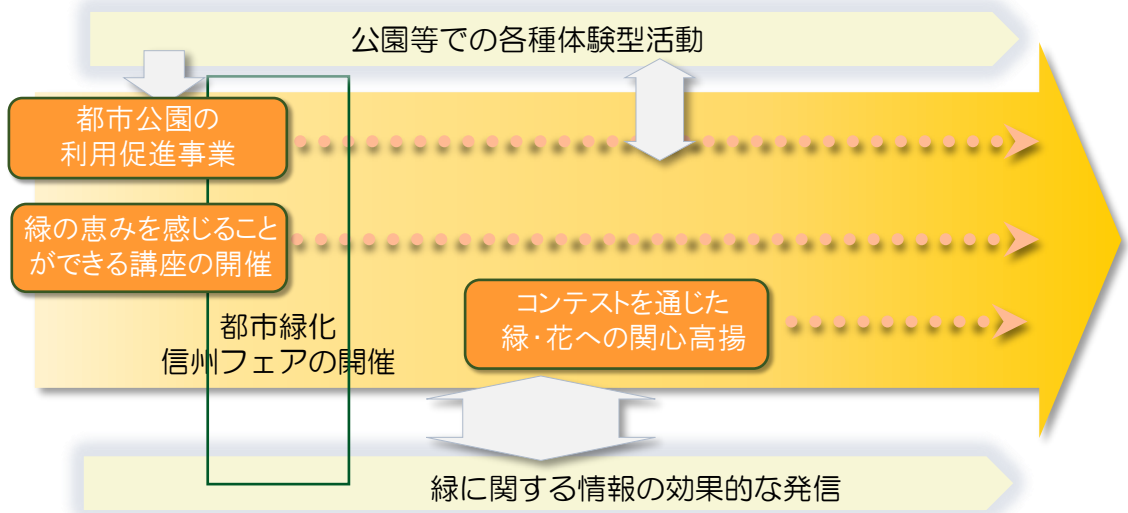 公園等での各種体験型活動
都市公園の
利用促進事業
緑の恵みを感じること
ができる講座の開催
都市緑化
信州フェアの開催
コンテストを通じた
緑・花への関心高揚
緑に関する情報の効果的な発信